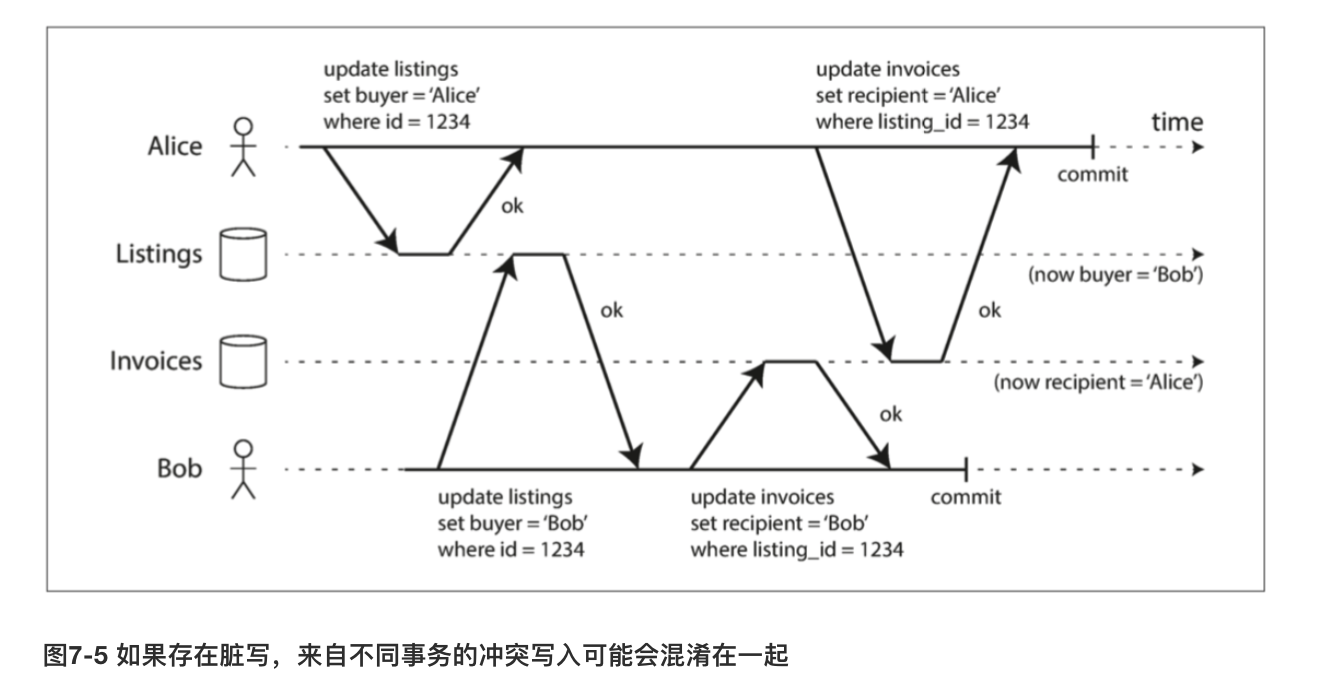 update listings
set buyer = 'Alice'
where id = 1234
update invoices
set recipient = 'Alice'
where listing_id = 1234
time
Alice
commit
ok
Listings
(now buyer = 'Bob')
ok
ok
Invoices
(now recipient = 'Alice')
ok
Bob
update listings
set buyer = 'Bob'
where id = 1234
update invoices
set recipient = 'Bob'
where listing_id = 1234
commit
图7-5 如果存在脏写，来自不同事务的冲突写入可能会混淆在一起